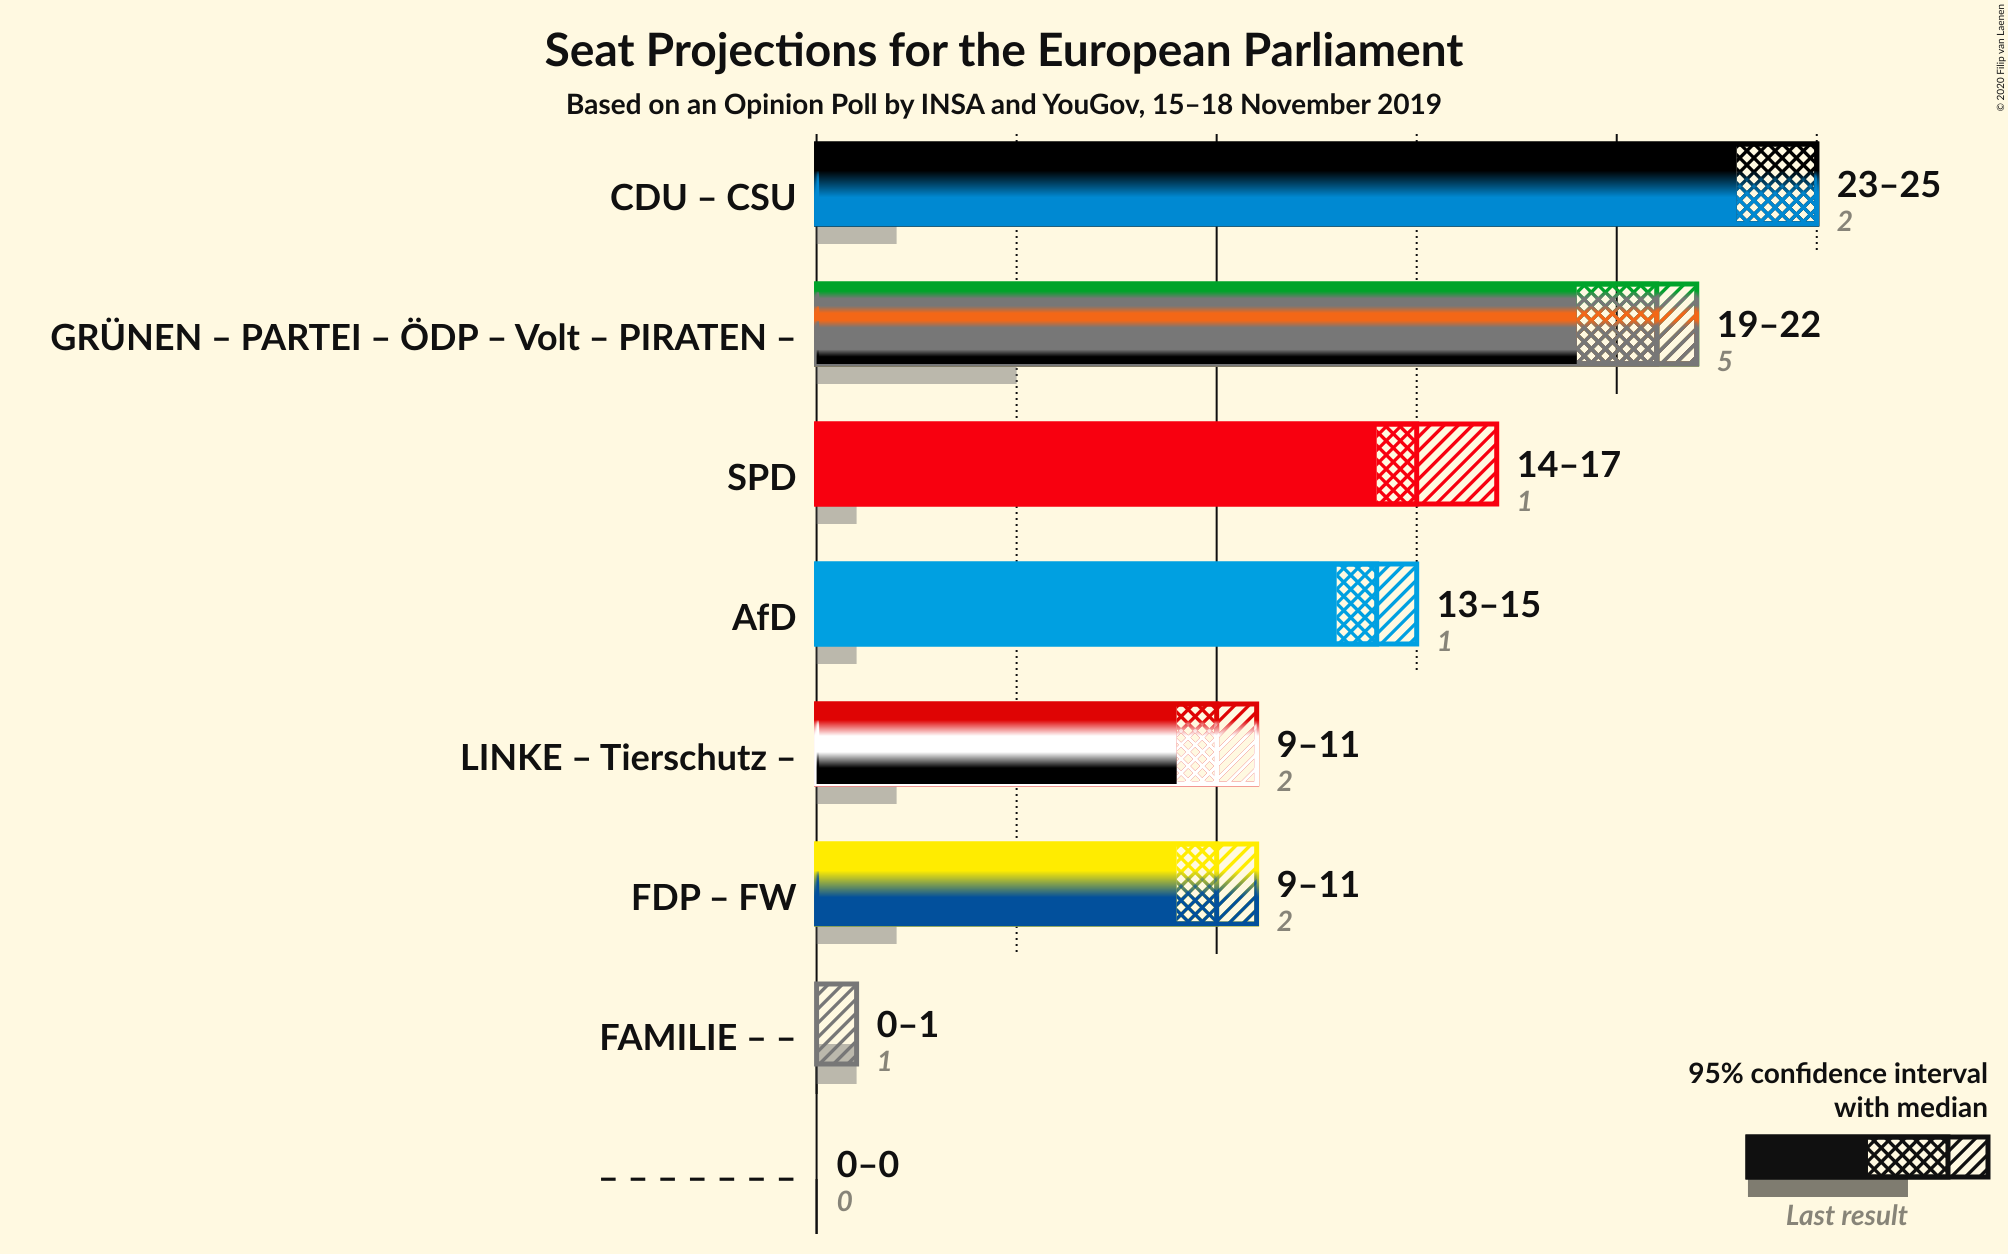 Seat Projections for the European Parliament
Based on an Opinion Poll by INSA and YouGov, 15–18 November 2019
© 2020 Filip van Laenen
CDU – CSU
23–25
2
GRÜNEN – PARTEI – ÖDP – Volt – PIRATEN –
19–22
5
SPD
14–17
1
AfD
13–15
1
LINKE – Tierschutz –
9–11
2
FDP – FW
9–11
2
FAMILIE – –
0–1
1
– – – – – – –
0–0
0
95% confidence interval
with median
Last result